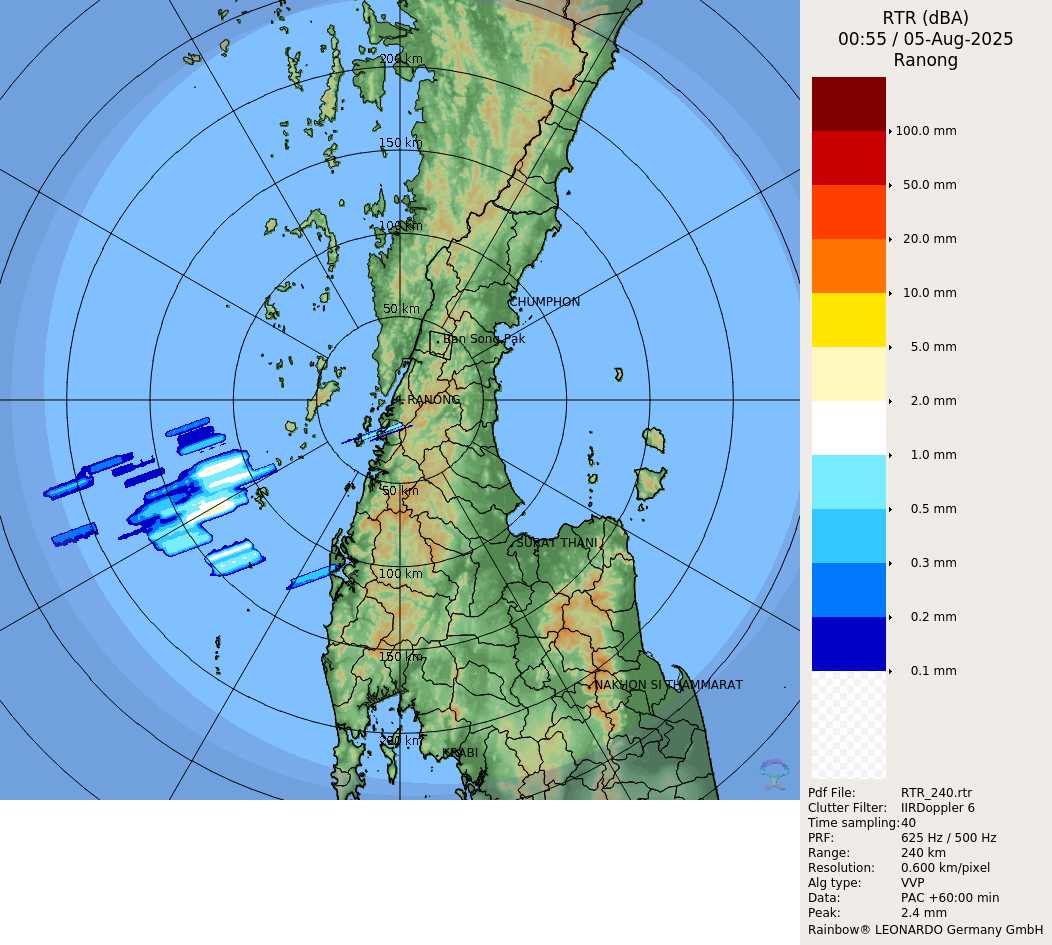 200 km
150 km
100 km
50 km
CHUMPHON
Ban Song Pak
RANONG
50 km
SURAT THANI
100 km
150 km
NAKHON SI THAMMARAT
200 km
KRABI
RTR (dBA)
00:55 / 05-Aug-2025
Ranong
100.0 mm
50.0 mm
20.0 mm
10.0 mm
5.0 mm
2.0 mm
1.0 mm
0.5 mm
0.3 mm
0.2 mm
0.1 mm
Pdf File: RTR_240.rtr
Clutter Filter: IIRDoppler 6
Time sampling:40
PRF: 625 Hz / 500 Hz
Range: 240 km
Resolution: 0.600 km/pixel
Alg type: VVP
Data: PAC +60:00 min
Peak: 2.4 mm
Rainbow® LEONARDO Germany GmbH